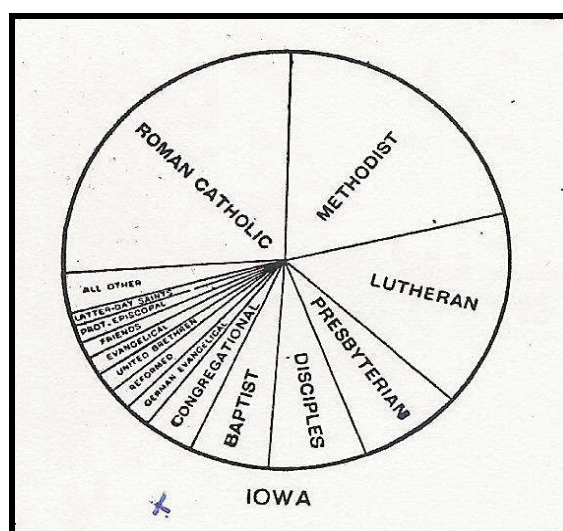 ROMAN CATHOLIC
METHODIST
LUTHERAN
PRESBYTERIAN
DISCIPLES
BAPTIST
CONGREGATIONAL
GERMAN EVANGELICAL
REFORMED
UNITED BRETHREN
EVANGELICAL
FRIENDS
PROT. EPISCOPAL
LATTER-DAY SAINTS
ALL OTHER
IOWA